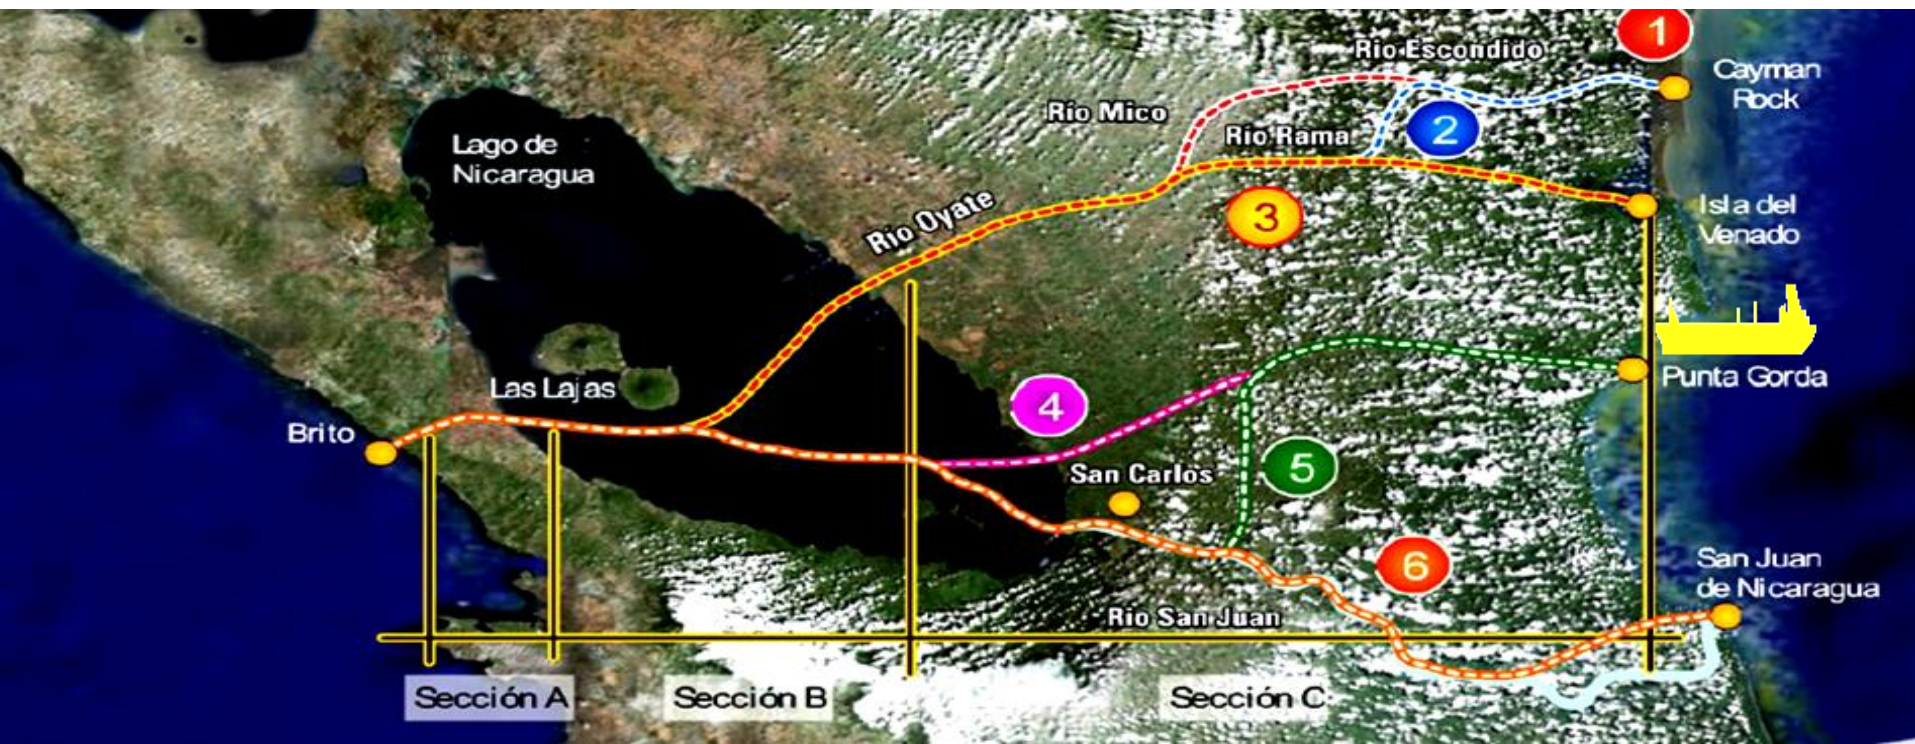 1
Río Escondido
Cayman
Rock
Río Mico
2
Río Rama
Lago de
Nicaragua
3
Isla del
Venado
Río Oyate
Punta Gorda
Las Lajas
4
Brito
5
San Carlos
6
San Juan
de Nicaragua
Río San Juan
Sección A
Sección B
Sección C